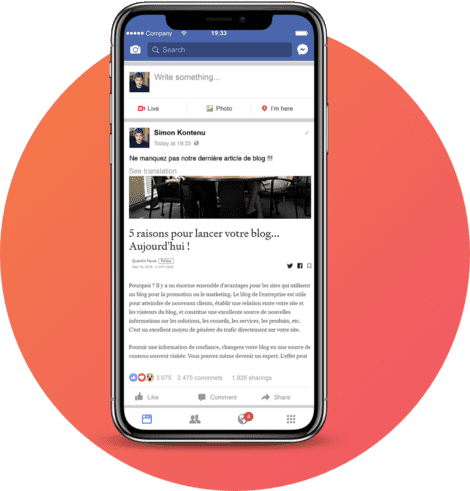 Company
19:33
Search
Write something...
Live
Photo
I'm here
Simon Kontenu
Today at 19:33
Ne manquez pas notre dernière article de blog !!!
See translation
5 raisons pour lancer votre blog...
Aujourd'hui !
Quentin Favre Follow
Sep 19, 2018 · 4 min read
Pourquoi ? Il y a un énorme ensemble d'avantages pour les sites qui utilisent
un blog pour la promotion ou le marketing. Le blog de l'entreprise est utile
pour atteindre de nouveaux clients, établir une relation entre votre site et
les visiteurs du blog, et constitue une excellente source de nouvelles
informations sur les solutions, les conseils, les services, les produits, etc.
C'est un excellent moyen de générer du trafic directement sur votre site.
Fournir une information de confiance, changera votre blog en une source de
contenu souvent visitée. Vous pouvez même devenir un expert. L'effet peut
3.675 2.475 commnets 1.928 sharings
Like
Comment
Share
4